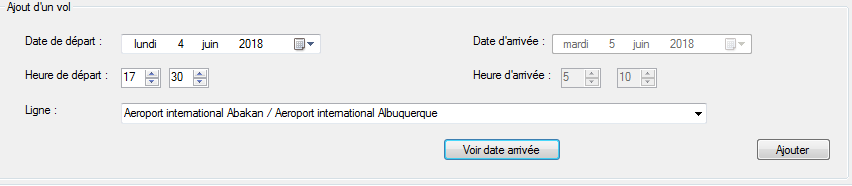 Ajout d'un vol
Date de départ : lundi 4 juin 2018 Date d'arrivée : mardi 5 juin 2018
Heure de départ : 17 30 Heure d'arrivée : 5 10
Ligne : Aeroport international Abakan / Aeroport international Albuquerque
Voir date arrivée Ajouter